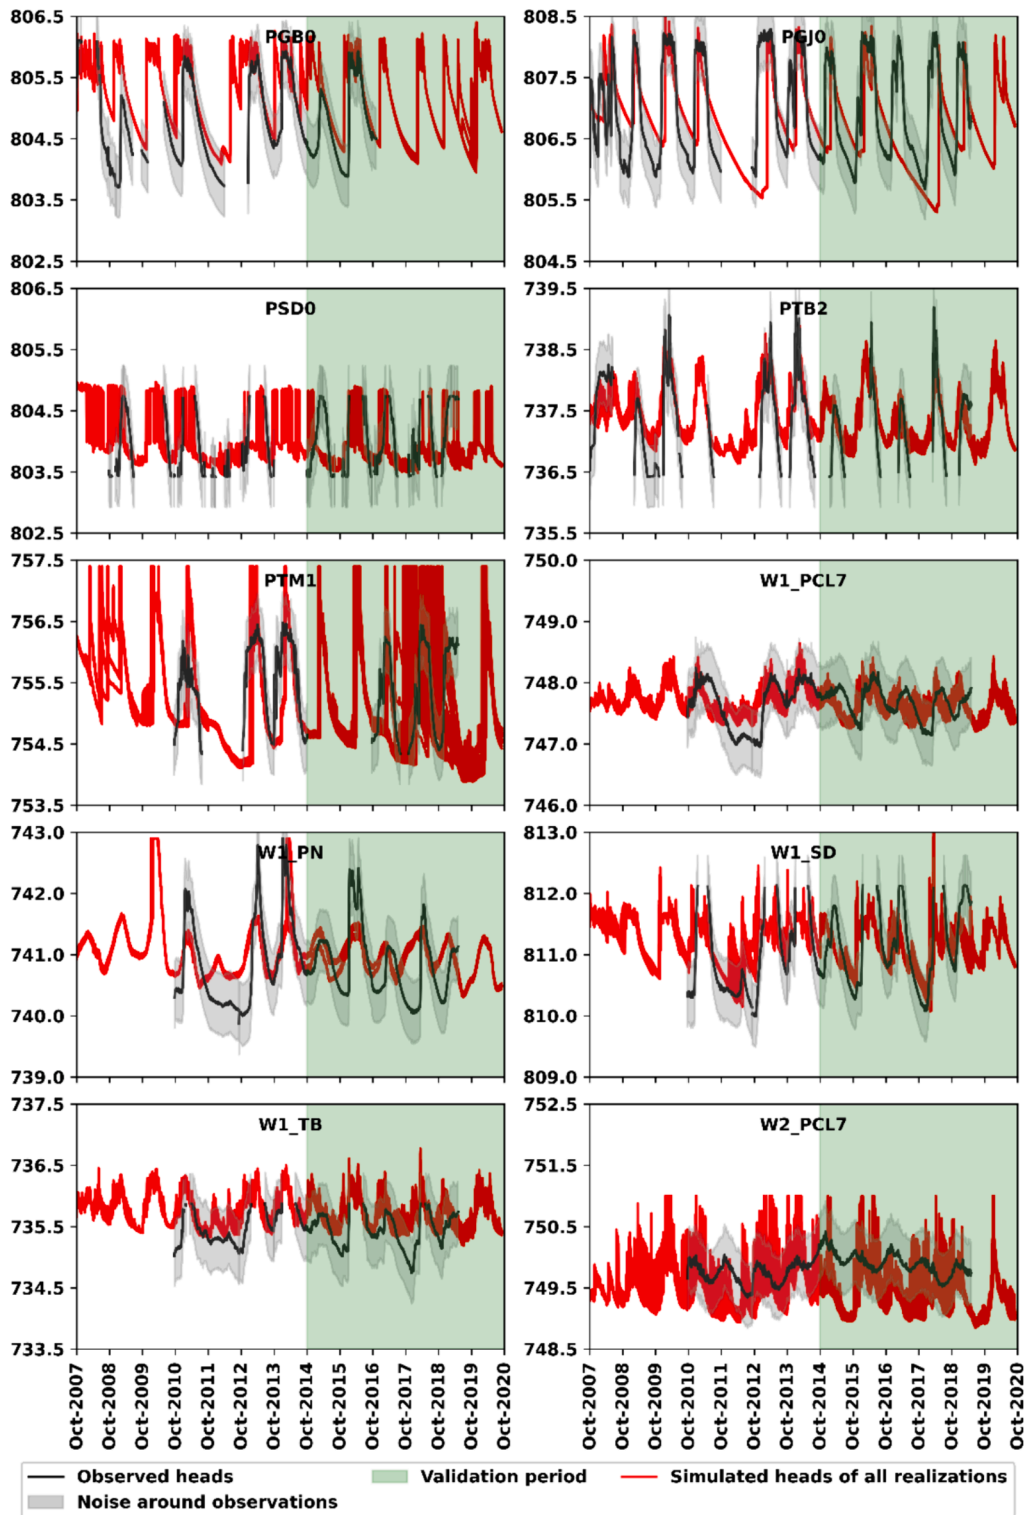 PGB0
806.5
805.5
804.5
803.5
802.5
PGJ0
808.5
807.5
806.5
805.5
804.5
PSD0
806.5
805.5
804.5
803.5
802.5
PTB2
739.5
738.5
737.5
736.5
735.5
PTM1
757.5
756.5
755.5
754.5
753.5
W1_PCL7
750.0
749.0
748.0
747.0
746.0
W1_PN
743.0
742.0
741.0
740.0
739.0
W1_SD
813.0
812.0
811.0
810.0
809.0
W1_TB
737.5
736.5
735.5
734.5
733.5
Oct-2007
Oct-2008
Oct-2009
Oct-2010
Oct-2011
Oct-2012
Oct-2013
Oct-2014
Oct-2015
Oct-2016
Oct-2017
Oct-2018
Oct-2019
Oct-2020
W2_PCL7
752.5
751.5
750.5
749.5
748.5
Oct-2007
Oct-2008
Oct-2009
Oct-2010
Oct-2011
Oct-2012
Oct-2013
Oct-2014
Oct-2015
Oct-2016
Oct-2017
Oct-2018
Oct-2019
Oct-2020
Observed heads
Noise around observations
Validation period
Simulated heads of all realizations